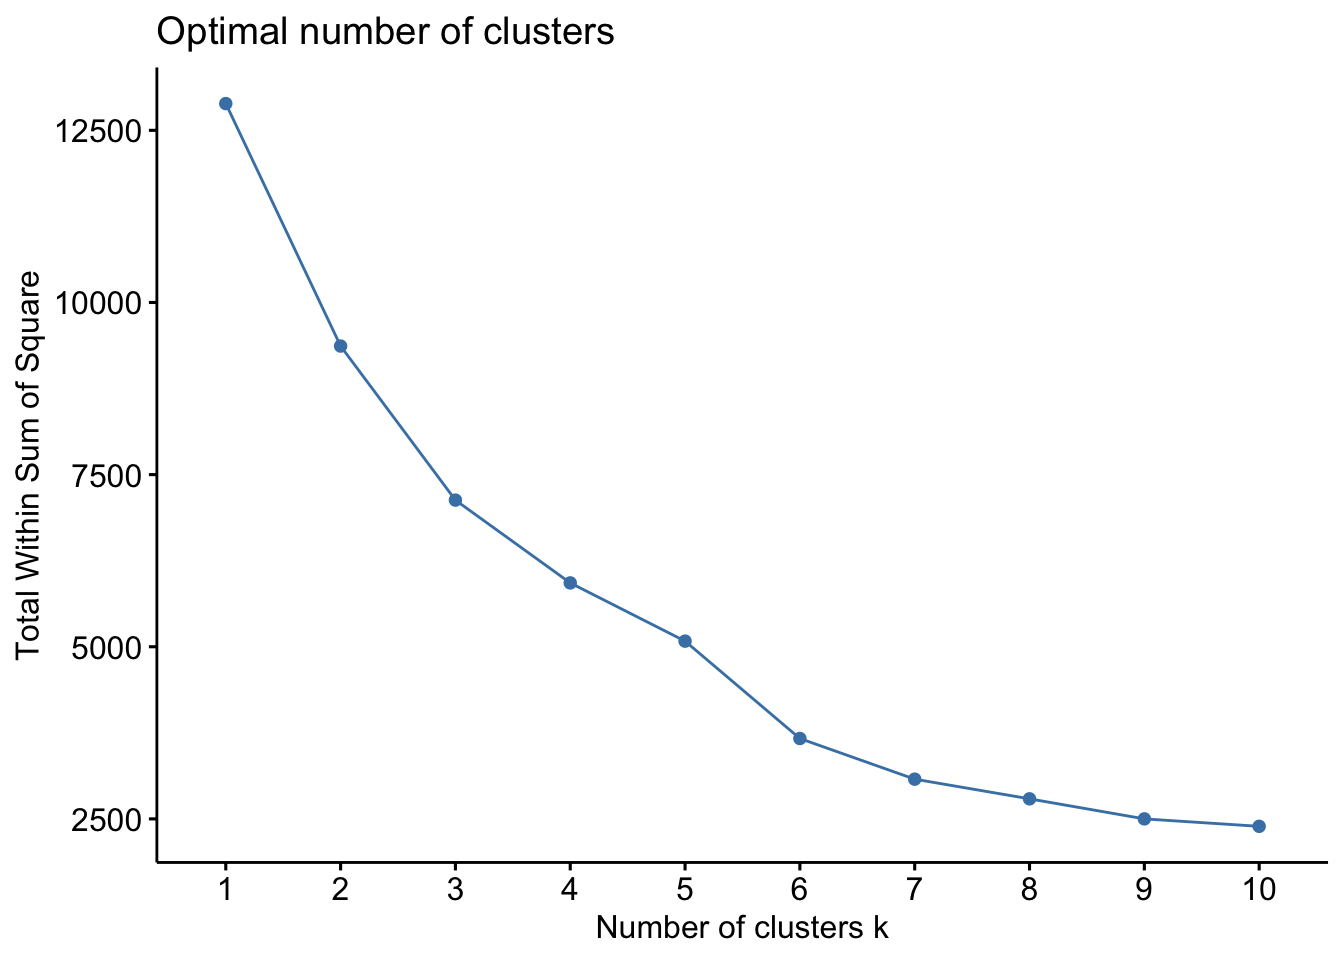 Optimal number of clusters
Total Within Sum of Square
12500
10000
7500
5000
2500
1 2 3 4 5 6 7 8 9 10
Number of clusters k